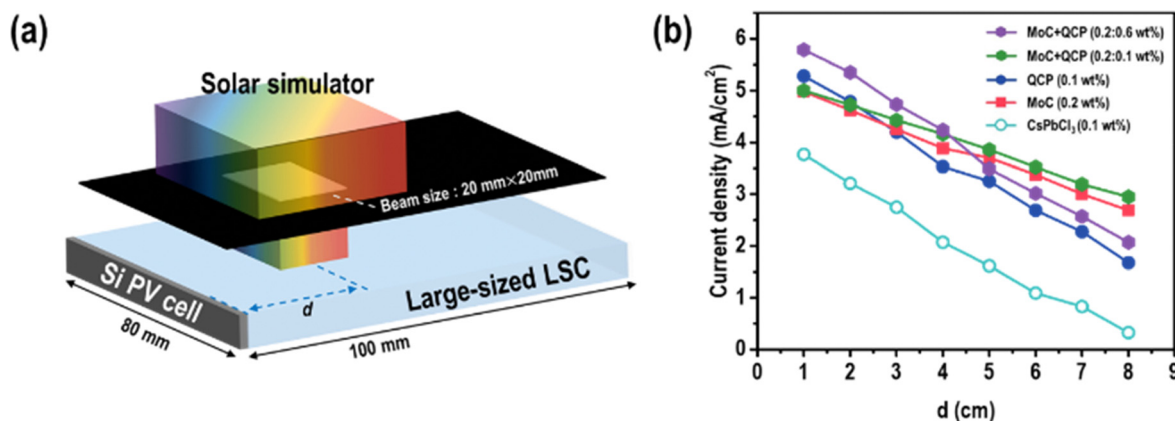 (a)
Solar simulator
Beam size : 20 mm×20mm
Si PV cell
d
Large-sized LSC
80 mm
100 mm
(b)
MoC+QCP (0.2:0.6 wt%)
MoC+QCP (0.2:0.1 wt%)
QCP (0.1 wt%)
MoC (0.2 wt%)
CsPbCl₃ (0.1 wt%)
Current density (mA/cm²)
6
5
4
3
2
1
0
0 1 2 3 4 5 6 7 8 9
d (cm)